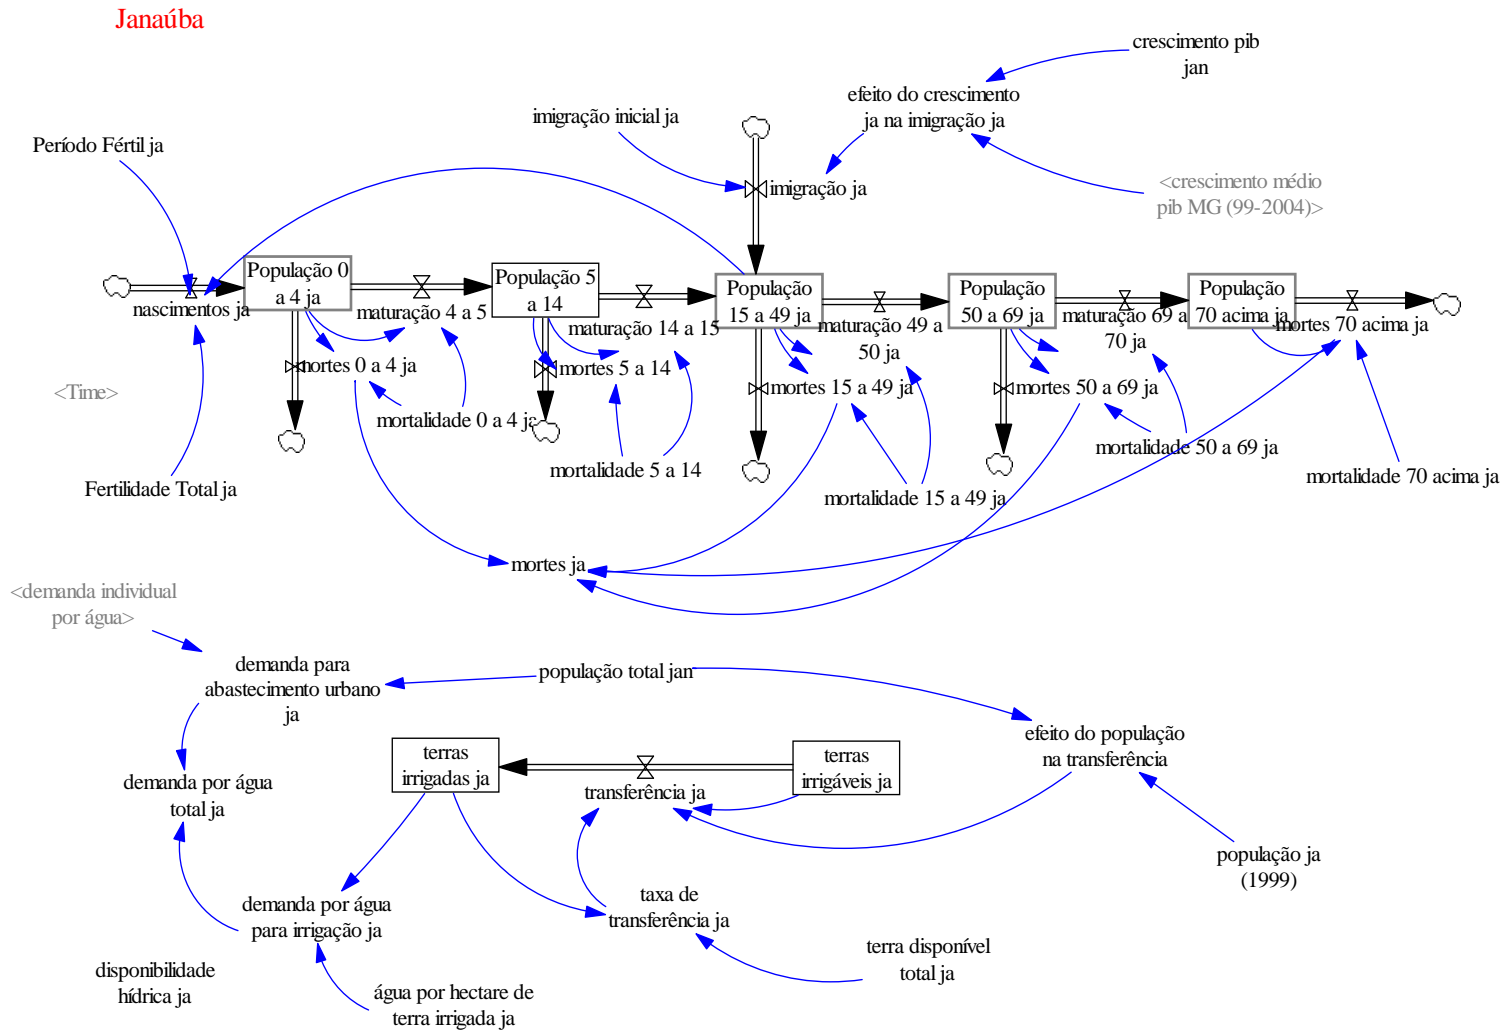 Janaúba
crescimento pib
jan
efeito do crescimento
ja na imigração ja
imigração inicial ja
Período Fértil ja
<crescimento médio
pib MG (99-2004)>
imigração ja
População 0
a 4 ja
População 5
a 14
População
15 a 49 ja
População
50 a 69 ja
População
70 acima ja
nascimentos ja
maturação 4 a 5
maturação 14 a 15
maturação 49 a
50 ja
maturação 69 a
70 ja
mortes 70 acima ja
mortes 0 a 4 ja
mortes 5 a 14
mortes 15 a 49 ja
mortes 50 a 69 ja
<Time>
mortalidade 0 a 4 ja
mortalidade 5 a 14
mortalidade 15 a 49 ja
mortalidade 50 a 69 ja
mortalidade 70 acima ja
Fertilidade Total ja
mortes ja
<demanda individual
por água>
demanda para
abastecimento urbano
ja
população total jan
efeito do população
na transferência
terras
irrigadas ja
terras
irrigáveis ja
transferência ja
demanda por água
total ja
população ja
(1999)
demanda por água
para irrigação ja
taxa de
transferência ja
terra disponível
total ja
disponibilidade
hídrica ja
água por hectare de
terra irrigada ja